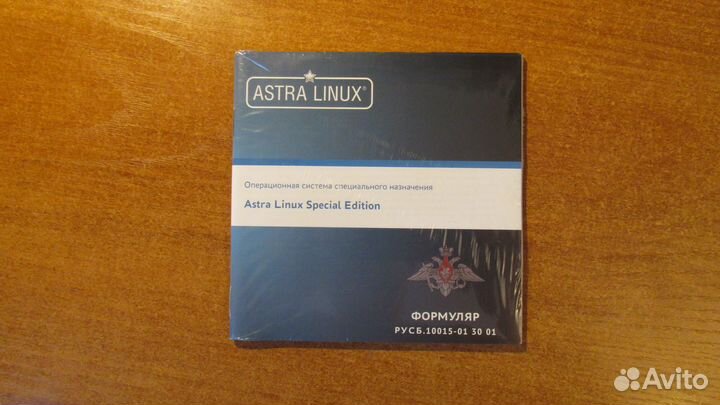 ASTRA LINUX®
Операционная система специального назначения
Astra Linux Special Edition
ФОРМУЛЯР
РУСБ.10015-01 30 01
Avito